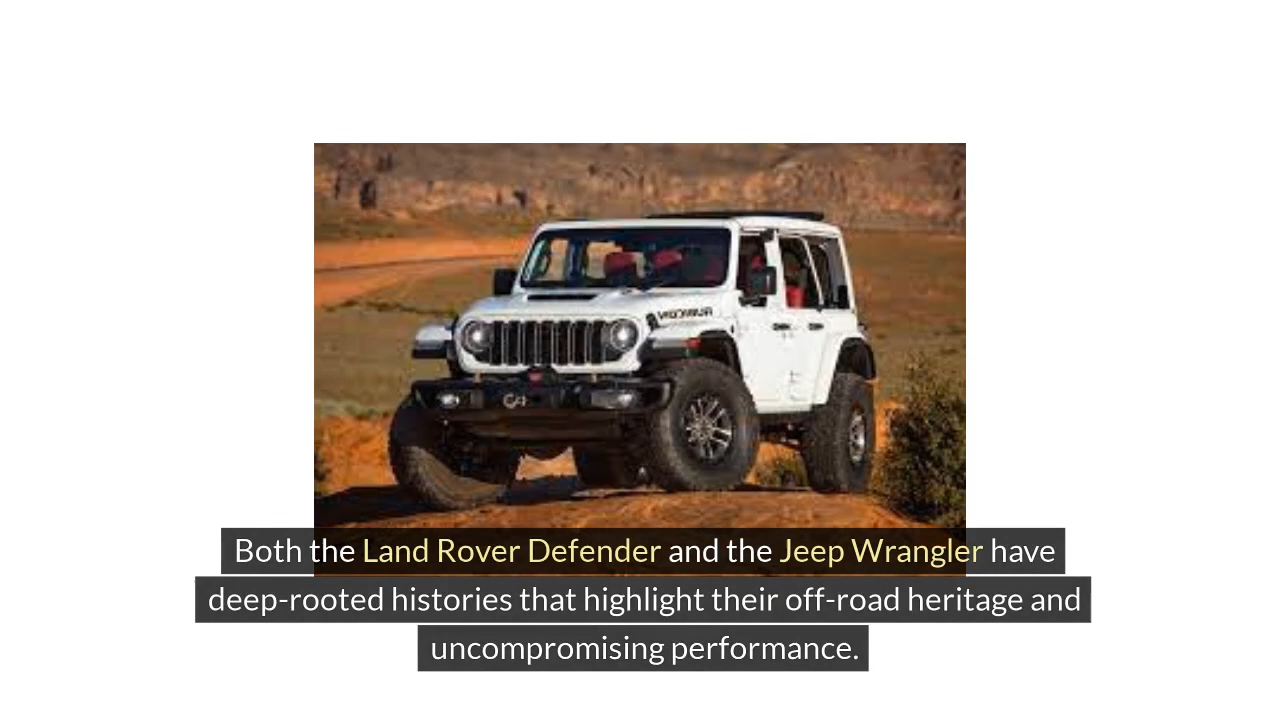 Both the Land Rover Defender and the Jeep Wrangler have
deep-rooted histories that highlight their off-road heritage and
uncompromising performance.